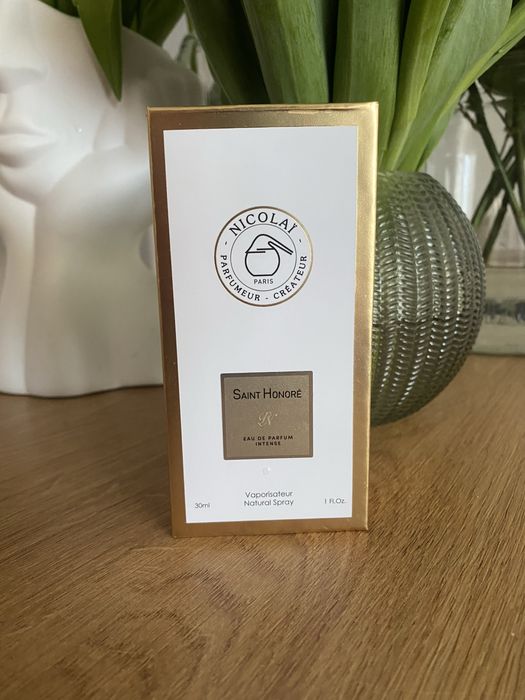 - NICOLAÏ -
PARIS
PARFUMEUR - CRÉATEUR
SAINT HONORÉ
EAU DE PARFUM
INTENSE
Vaporisateur
30ml Natural Spray 1 Fl.Oz.